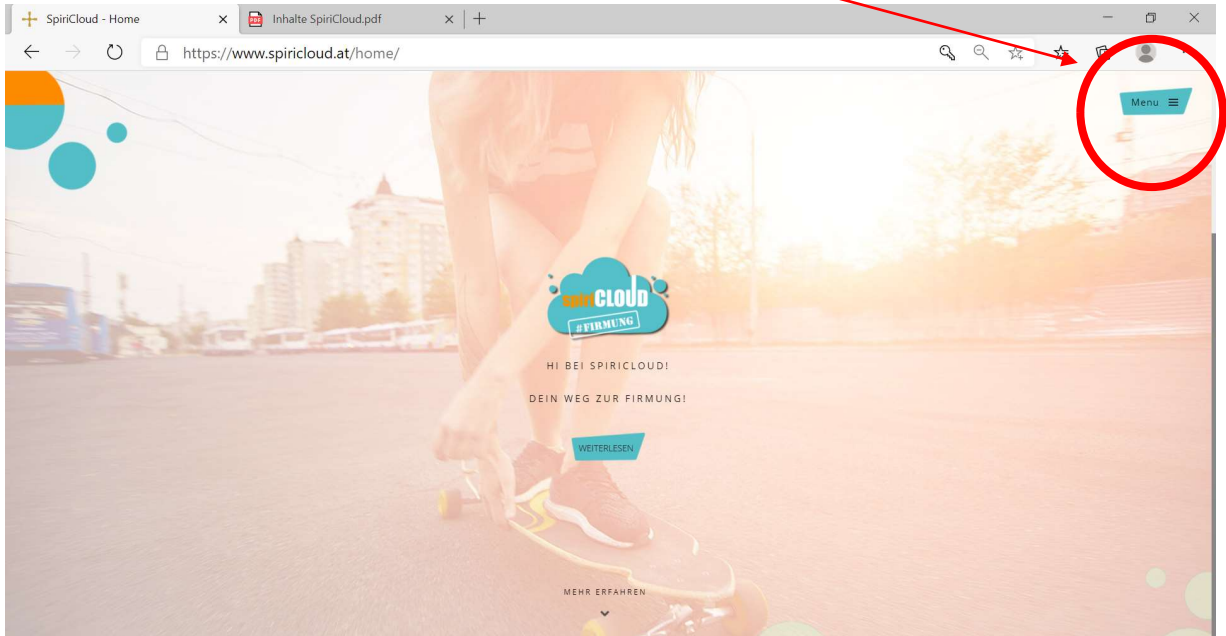 SpiriCloud - Home
PDF
Inhalte SpiriCloud.pdf
https://www.spiricloud.at/home/
Menu
spiriCLOUD
#FIRMUNG
HI BEI SPIRICLOUD!
DEIN WEG ZUR FIRMUNG!
WEITERLESEN
MEHR ERFAHREN